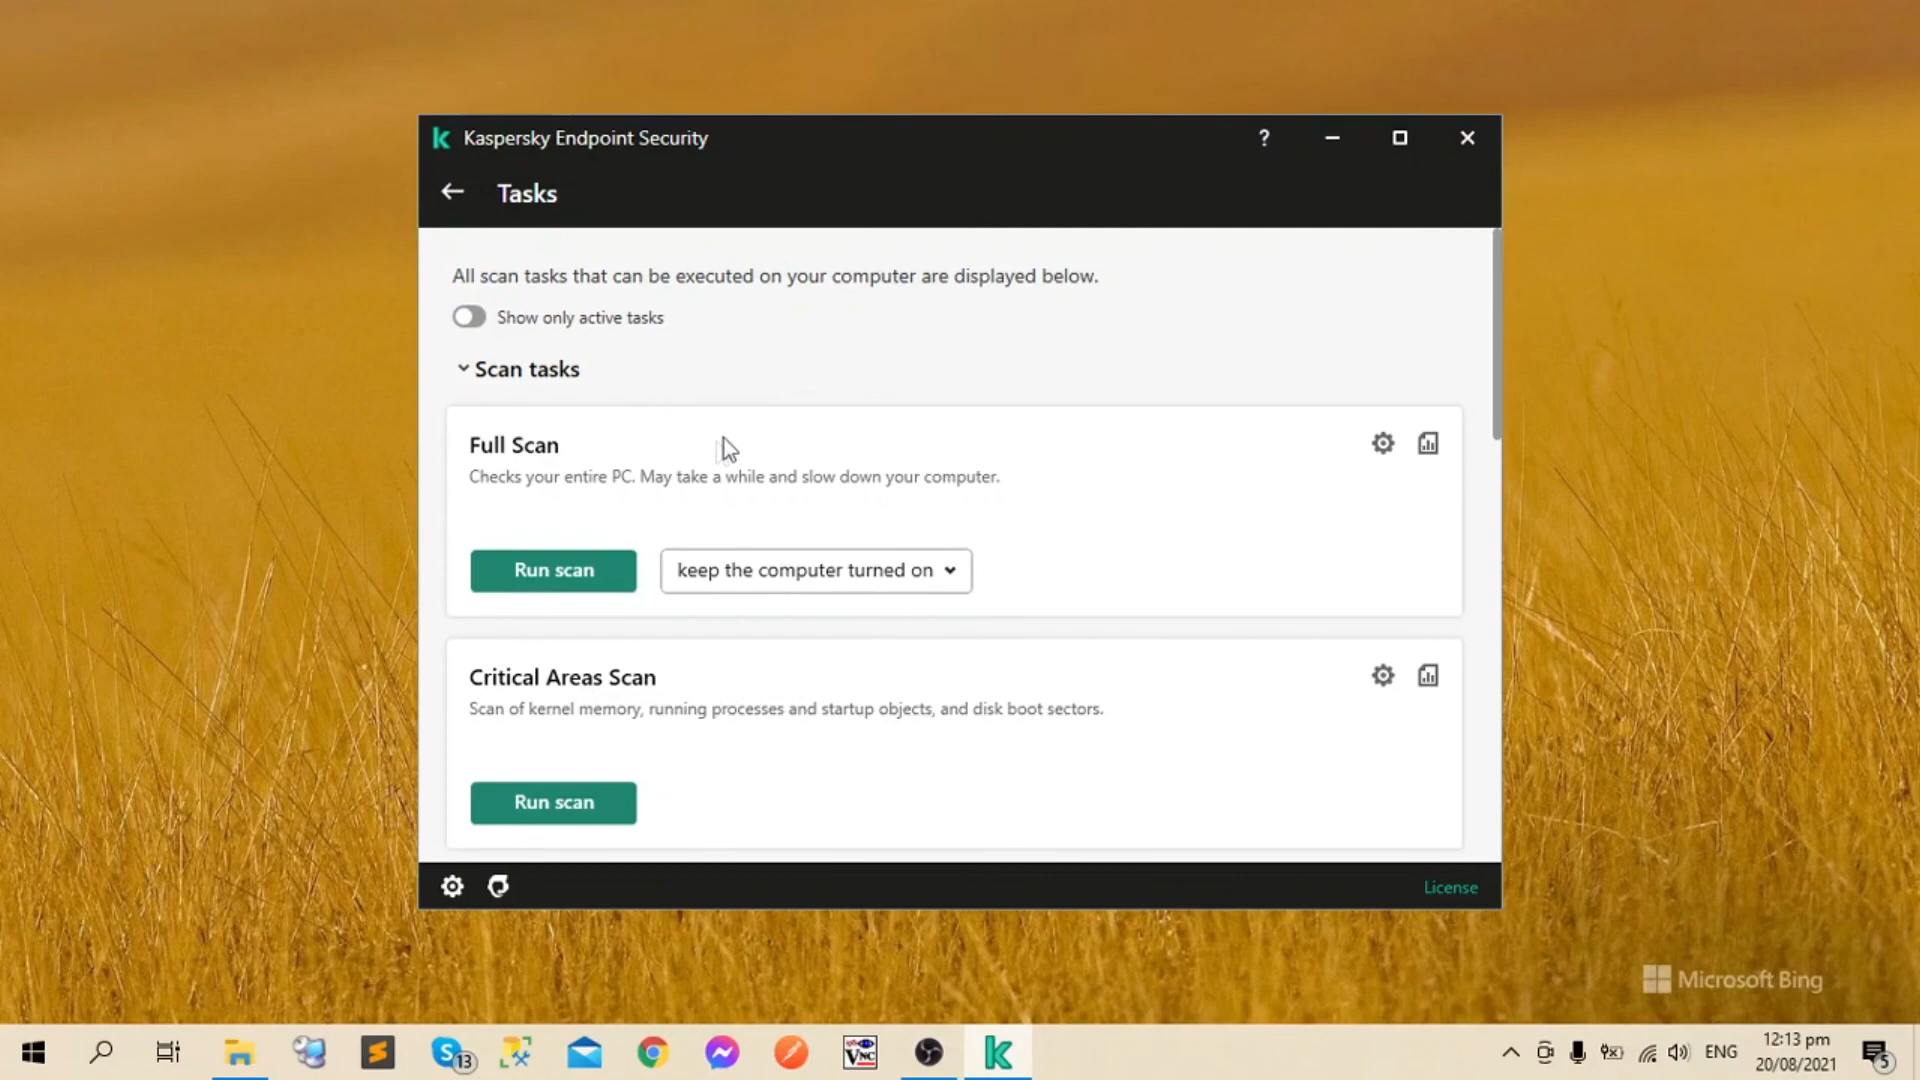 Kaspersky Endpoint Security
?
Tasks
All scan tasks that can be executed on your computer are displayed below.
Show only active tasks
Scan tasks
Full Scan
Checks your entire PC. May take a while and slow down your computer.
Run scan
keep the computer turned on
Critical Areas Scan
Scan of kernel memory, running processes and startup objects, and disk boot sectors.
Run scan
License
Microsoft Bing
13
VNC
ENG
12:13 pm
20/08/2021
5